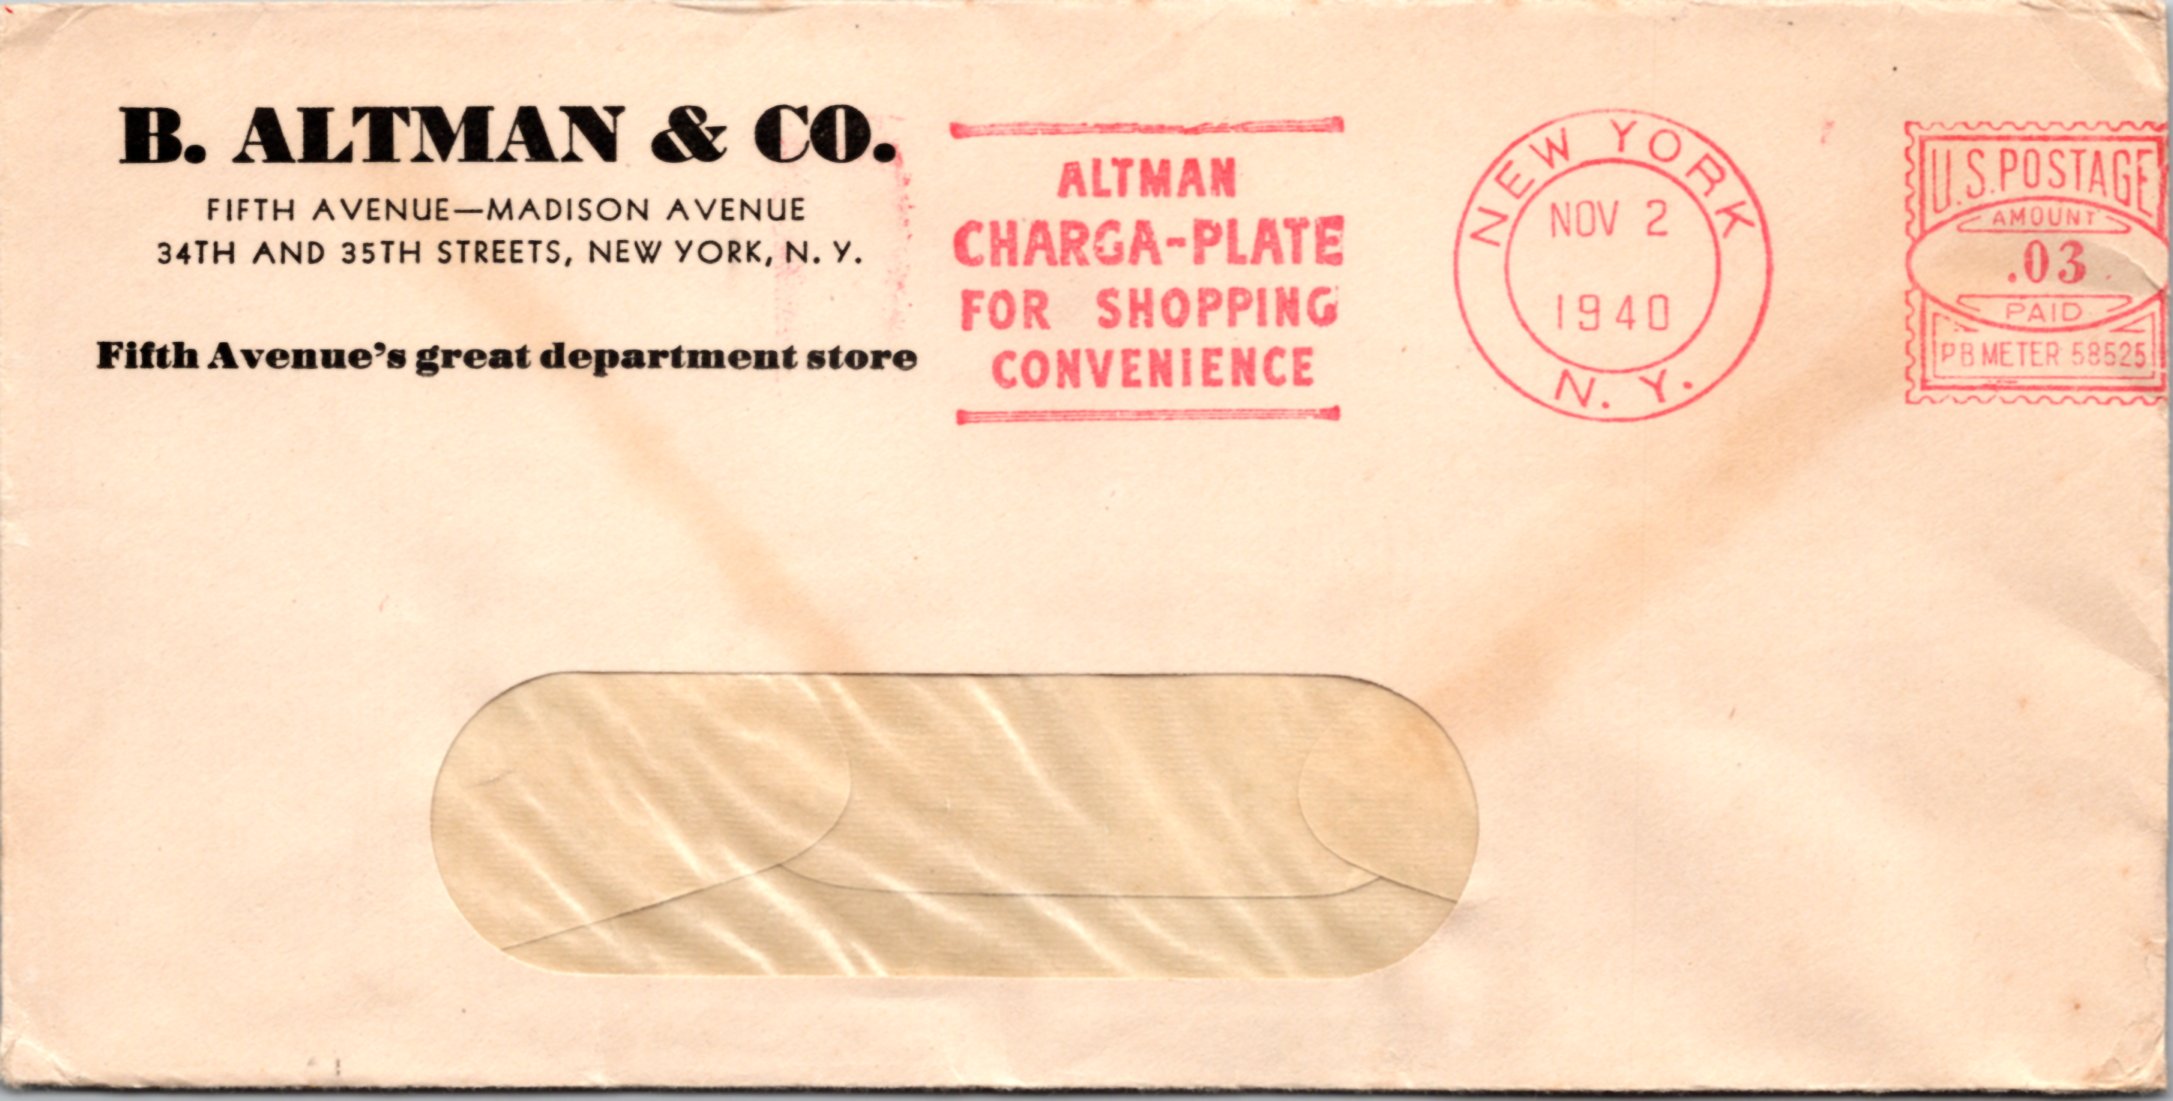 B. ALTMAN & CO.
FIFTH AVENUE—MADISON AVENUE
34TH AND 35TH STREETS, NEW YORK, N. Y.
Fifth Avenue's great department store
ALTMAN
CHARGA-PLATE
FOR SHOPPING
CONVENIENCE
NEW YORK
NOV 2
1940
N. Y.
U.S. POSTAGE
AMOUNT
.03
PAID
PB METER 58525